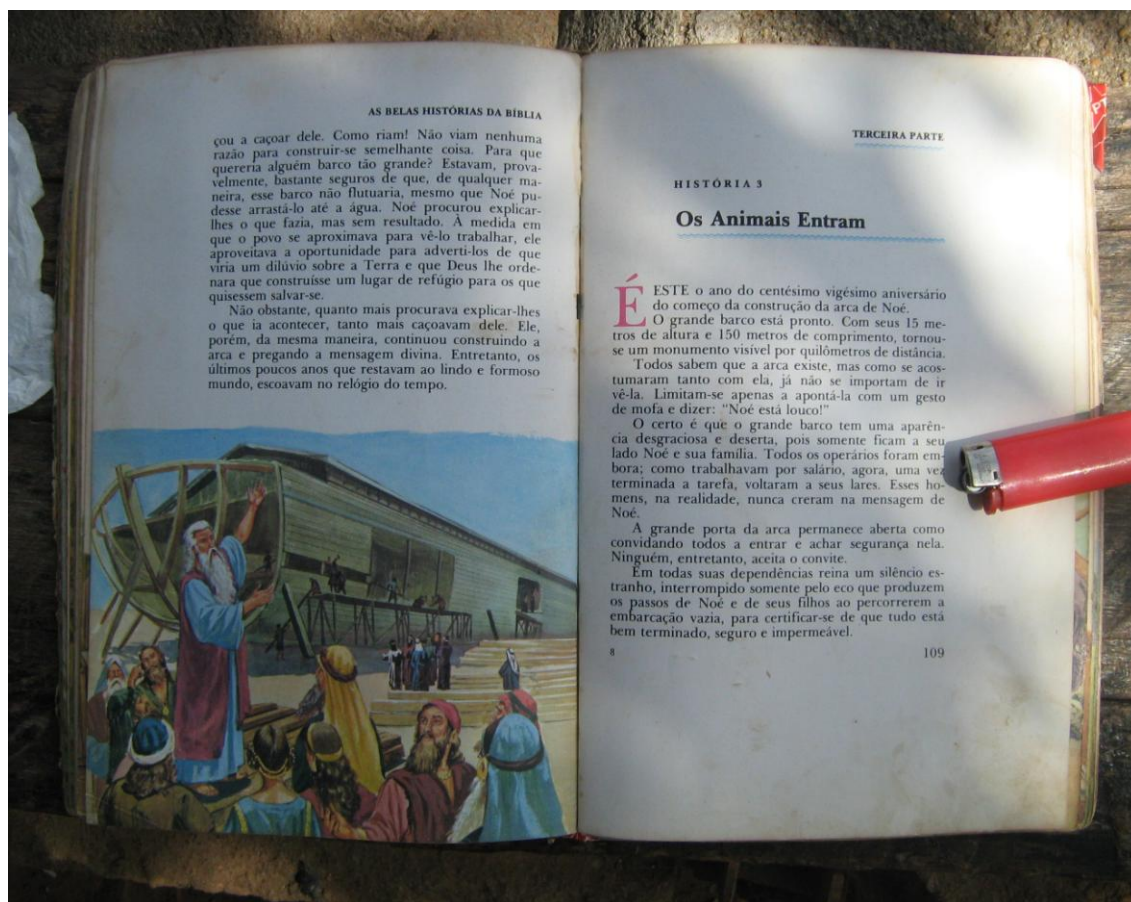 AS BELAS HISTÓRIAS DA BÍBLIA
çou a caçoar dele. Como riam! Não viam nenhuma
razão para construir-se semelhante coisa. Para que
quereria alguém barco tão grande? Estavam, prova-
velmente, bastante seguros de que, de qualquer ma-
neira, esse barco não flutuaria, mesmo que Noé pu-
desse arrastá-lo até a água. Noé procurou explicar-
lhes o que fazia, mas sem resultado. À medida em
que o povo se aproximava para vê-lo trabalhar, ele
aproveitava a oportunidade para adverti-los de que
viria um dilúvio sobre a Terra e que Deus lhe orde-
nara que construísse um lugar de refúgio para os que
quisessem salvar-se.
Não obstante, quanto mais procurava explicar-lhes
o que ia acontecer, tanto mais caçoavam dele. Ele,
porém, da mesma maneira, continuou construindo a
arca e pregando a mensagem divina. Entretanto, os
últimos poucos anos que restavam ao lindo e formoso
mundo, escoavam no relógio do tempo.
TERCEIRA PARTE
HISTÓRIA 3
Os Animais Entram
É ESTE o ano do centésimo vigésimo aniversário
do começo da construção da arca de Noé.
O grande barco está pronto. Com seus 15 me-
tros de altura e 150 metros de comprimento, tornou-
se um monumento visível por quilômetros de distância.
Todos sabem que a arca existe, mas como se acos-
tumaram tanto com ela, já não se importam de ir
vê-la. Limitam-se apenas a apontá-la com um gesto
de mofa e dizer: "Noé está louco!"
O certo é que o grande barco tem uma aparên-
cia desgraciosa e deserta, pois somente ficam a seu
lado Noé e sua família. Todos os operários foram em-
bora; como trabalhavam por salário, agora, uma vez
terminada a tarefa, voltaram a seus lares. Esses ho-
mens, na realidade, nunca creram na mensagem de
Noé.
A grande porta da arca permanece aberta como
convidando todos a entrar e achar segurança nela.
Ninguém, entretanto, aceita o convite.
Em todas suas dependências reina um silêncio es-
tranho, interrompido somente pelo eco que produzem
os passos de Noé e de seus filhos ao percorrerem a
embarcação vazia, para certificar-se de que tudo está
bem terminado, seguro e impermeável.
8 109
PT